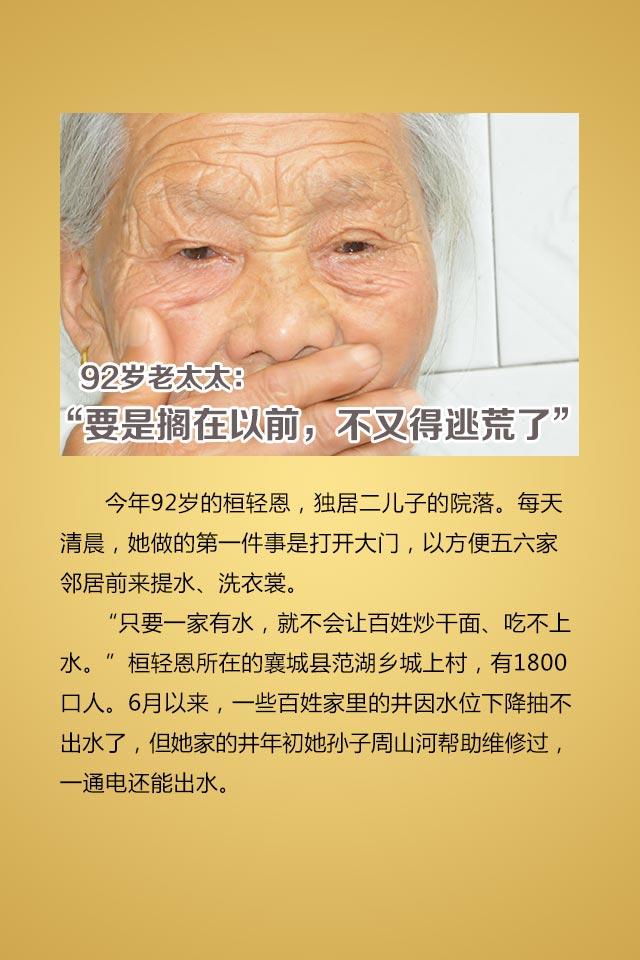 92岁老太太：
“要是搁在以前，不又得逃荒了”
今年92岁的桓轻恩，独居二儿子的院落。每天
清晨，她做的第一件事是打开大门，以方便五六家
邻居前来提水、洗衣裳。
“只要一家有水，就不会让百姓炒干面、吃不上
水。”桓轻恩所在的襄城县范湖乡城上村，有1800
口人。6月以来，一些百姓家里的井因水位下降抽不
出水了，但她家的井年初她孙子周山河帮助维修过，
一通电还能出水。